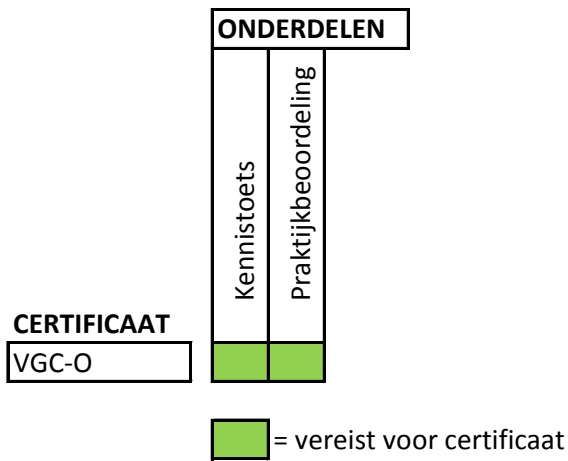 ONDERDELEN
Kennistoets
Praktijkbeoordeling
CERTIFICAAT
VGC-O
= vereist voor certificaat